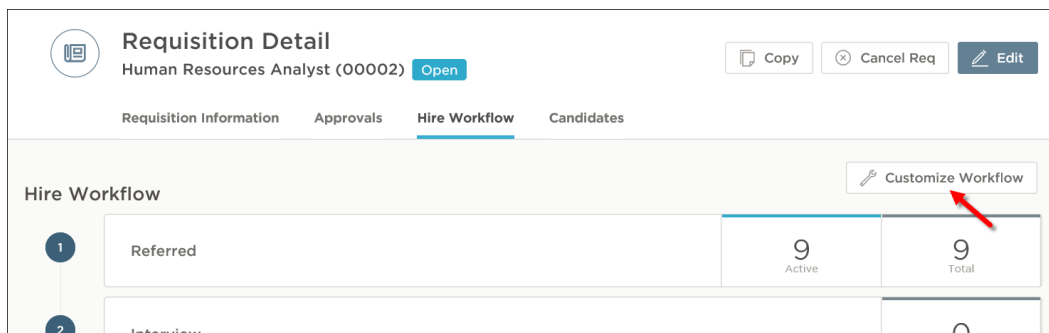 Requisition Detail
Human Resources Analyst (00002) Open
Copy
Cancel Req
Edit
Requisition Information Approvals Hire Workflow Candidates
Customize Workflow
Hire Workflow
1
Referred
9
Active
9
Total
2
Interview
0